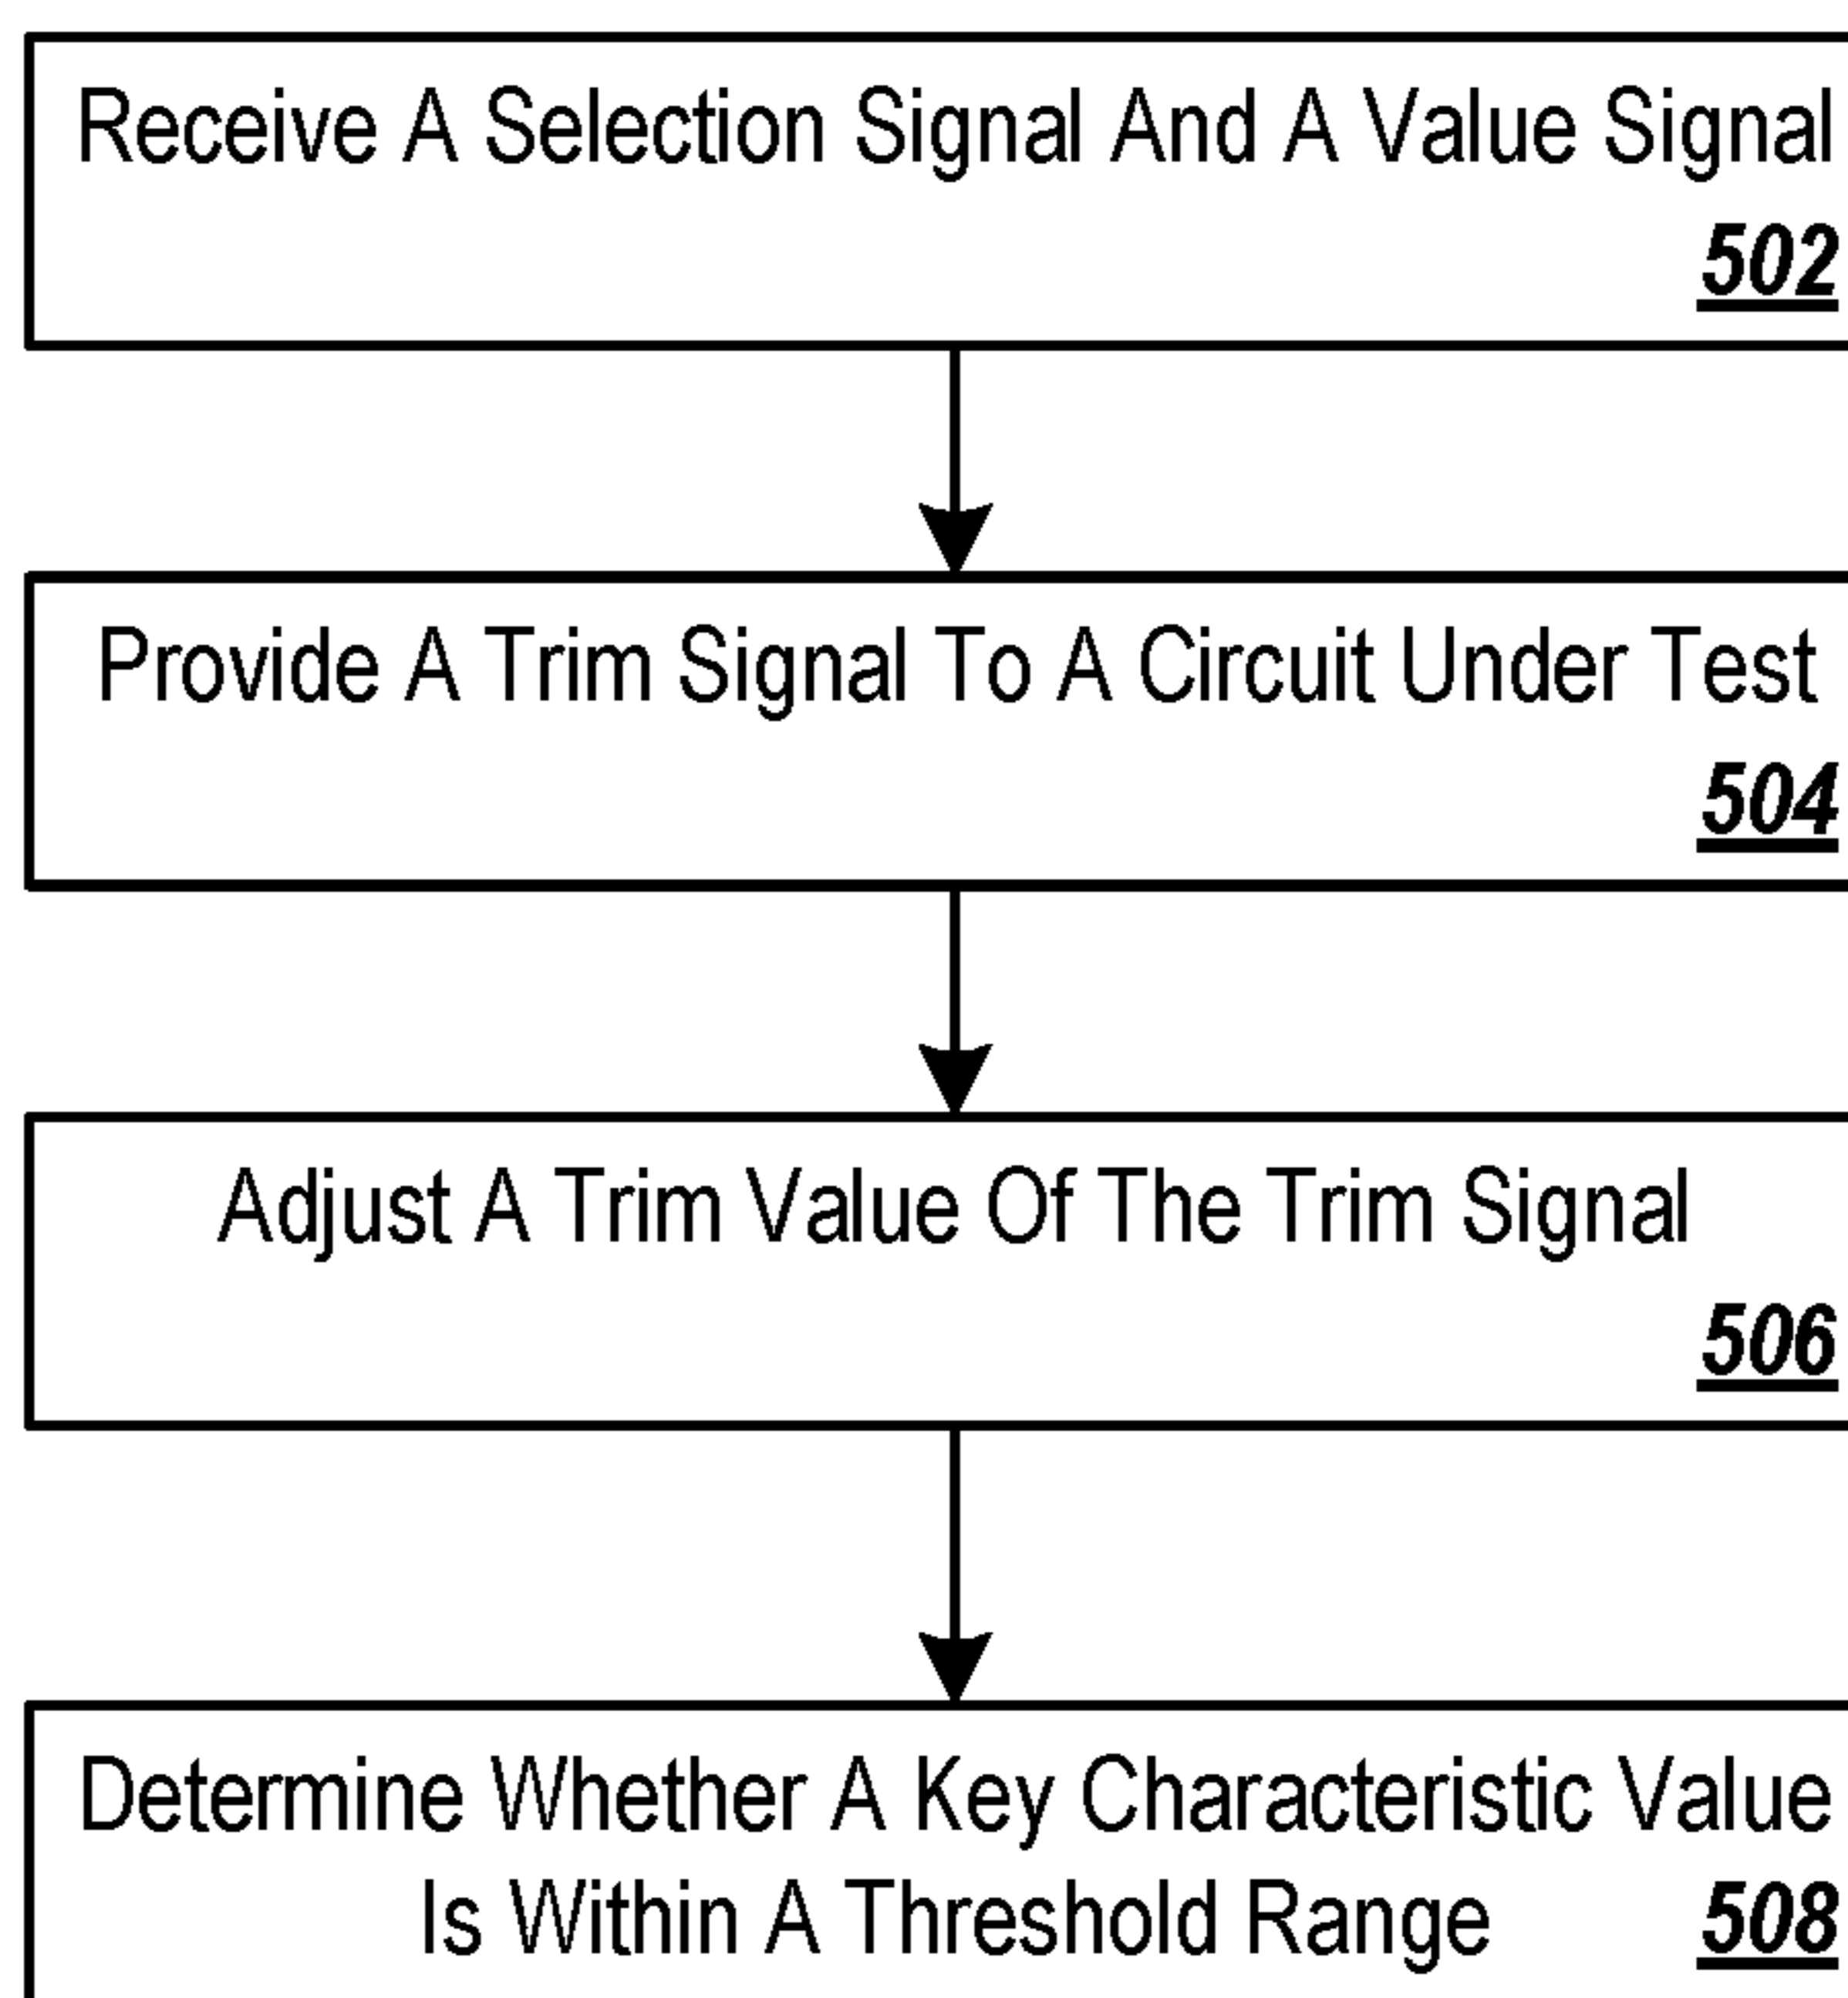 Receive A Selection Signal And A Value Signal
502
Provide A Trim Signal To A Circuit Under Test
504
Adjust A Trim Value Of The Trim Signal
506
Determine Whether A Key Characteristic Value
Is Within A Threshold Range 508